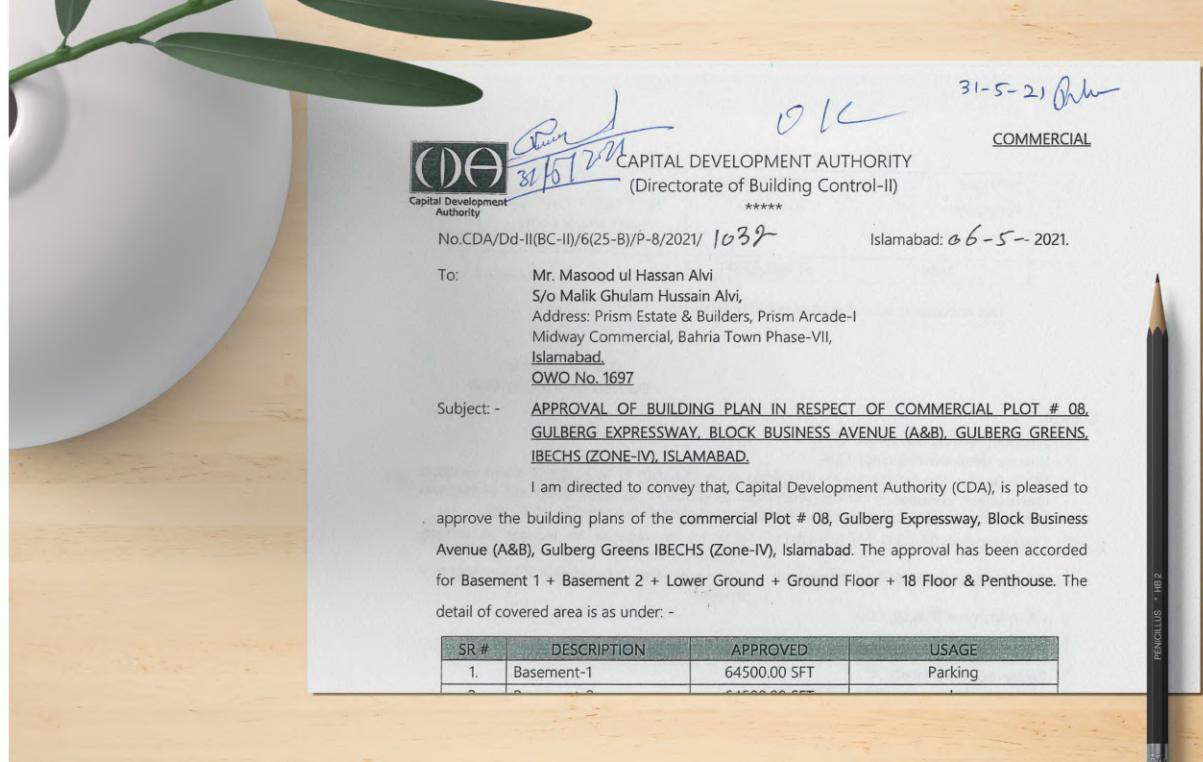 31-5-21
OK
COMMERCIAL
CDA
Capital Development
Authority
31/5/2021
CAPITAL DEVELOPMENT AUTHORITY
(Directorate of Building Control-II)
*****
No.CDA/Dd-II(BC-II)/6(25-B)/P-8/2021/ 1032 Islamabad: 06-5-- 2021.
To: Mr. Masood ul Hassan Alvi
S/o Malik Ghulam Hussain Alvi,
Address: Prism Estate & Builders, Prism Arcade-I
Midway Commercial, Bahria Town Phase-VII,
Islamabad.
OWO No. 1697
Subject: - APPROVAL OF BUILDING PLAN IN RESPECT OF COMMERCIAL PLOT # 08,
GULBERG EXPRESSWAY, BLOCK BUSINESS AVENUE (A&B), GULBERG GREENS,
IBECHS (ZONE-IV), ISLAMABAD.
I am directed to convey that, Capital Development Authority (CDA), is pleased to
approve the building plans of the commercial Plot # 08, Gulberg Expressway, Block Business
Avenue (A&B), Gulberg Greens IBECHS (Zone-IV), Islamabad. The approval has been accorded
for Basement 1 + Basement 2 + Lower Ground + Ground Floor + 18 Floor & Penthouse. The
detail of covered area is as under: -
SR # DESCRIPTION APPROVED USAGE
1. Basement-1 64500.00 SFT Parking
PENICILLUS * HB 2